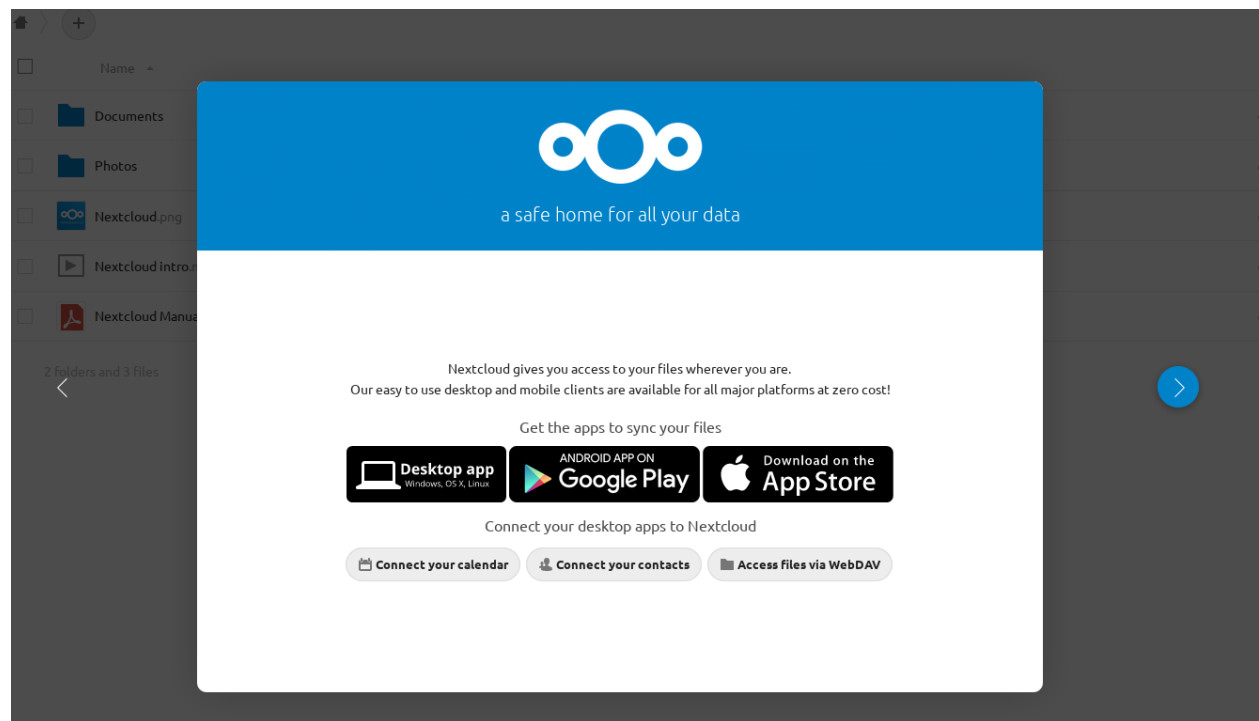 Name
Documents
Photos
Nextcloud.png
Nextcloud intro
Nextcloud Manua
2 folders and 3 files
a safe home for all your data
Nextcloud gives you access to your files wherever you are.
Our easy to use desktop and mobile clients are available for all major platforms at zero cost!
Get the apps to sync your files
Desktop app
Windows, OS X, Linux
ANDROID APP ON
Google Play
Download on the
App Store
Connect your desktop apps to Nextcloud
Connect your calendar
Connect your contacts
Access files via WebDAV